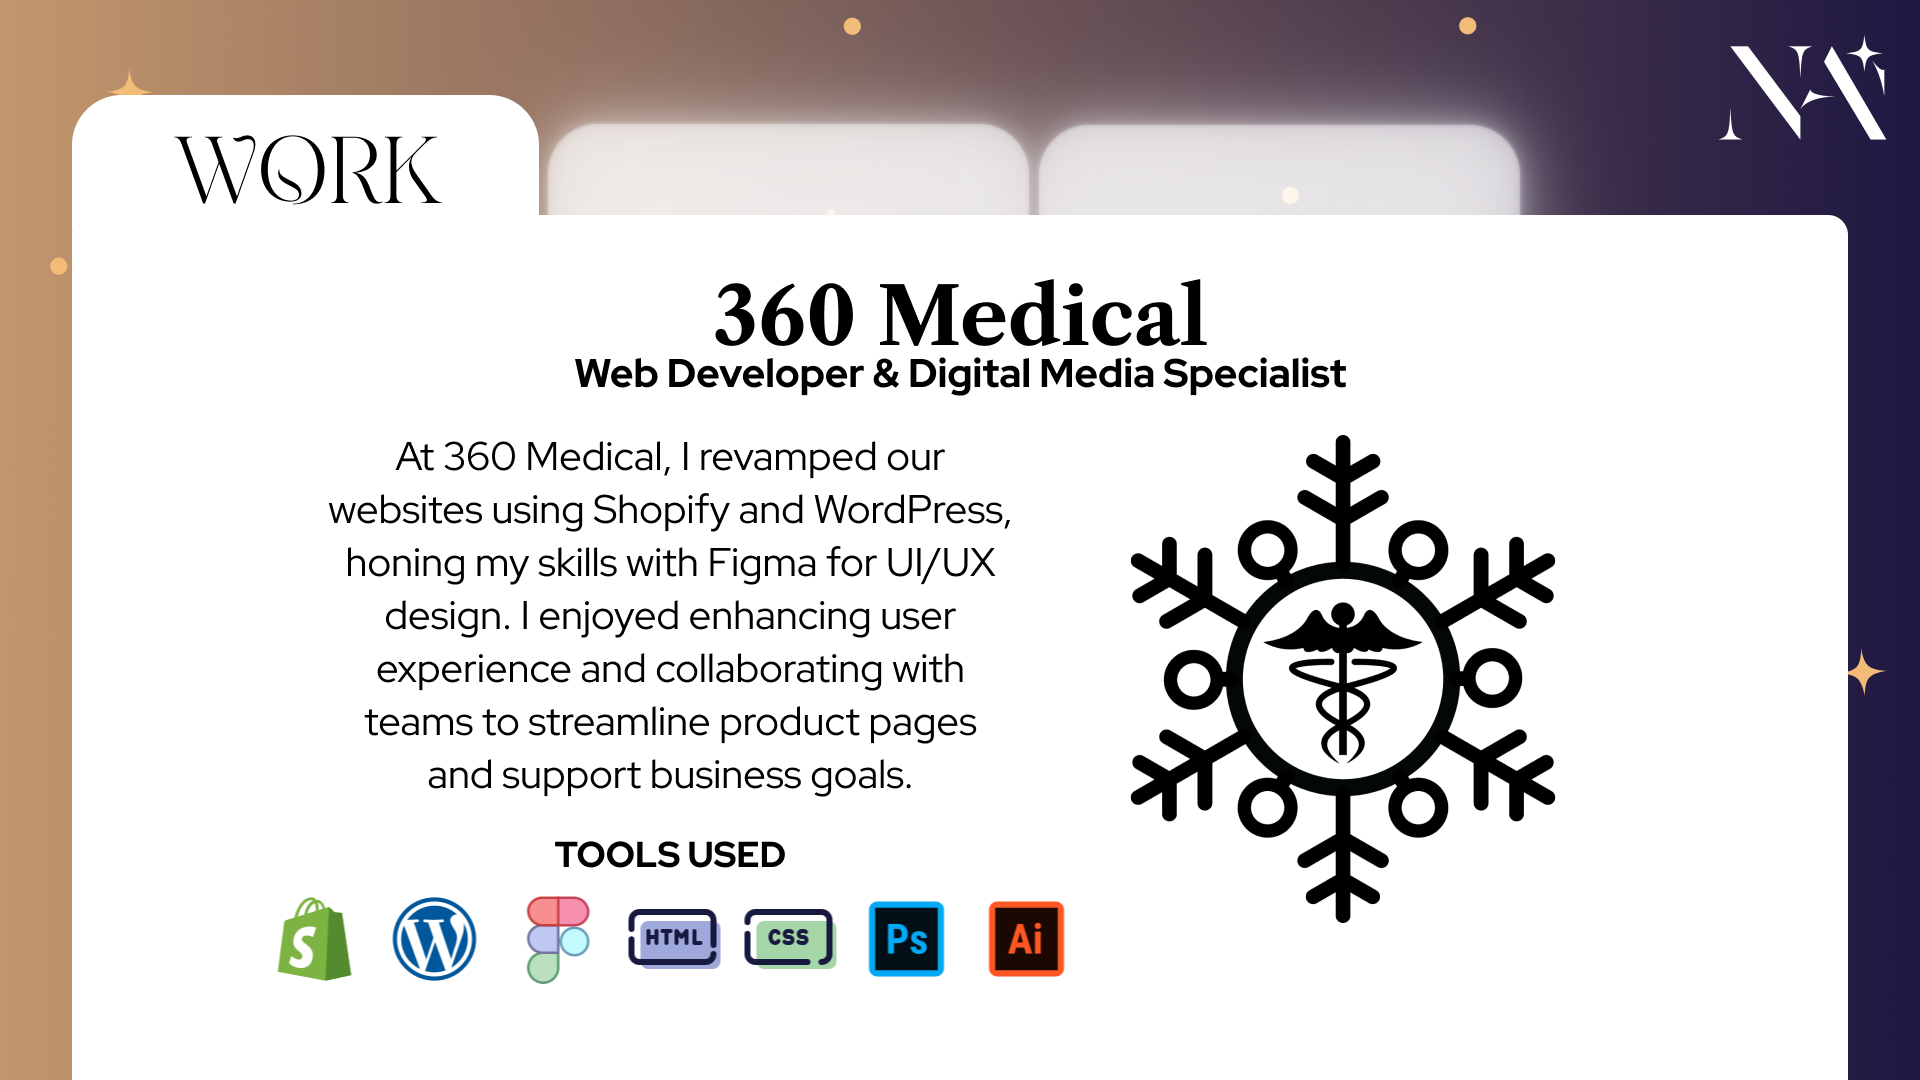 WORK
NA
360 Medical
Web Developer & Digital Media Specialist
At 360 Medical, I revamped our
websites using Shopify and WordPress,
honing my skills with Figma for UI/UX
design. I enjoyed enhancing user
experience and collaborating with
teams to streamline product pages
and support business goals.
TOOLS USED
S
W
HTML
CSS
Ps
Ai